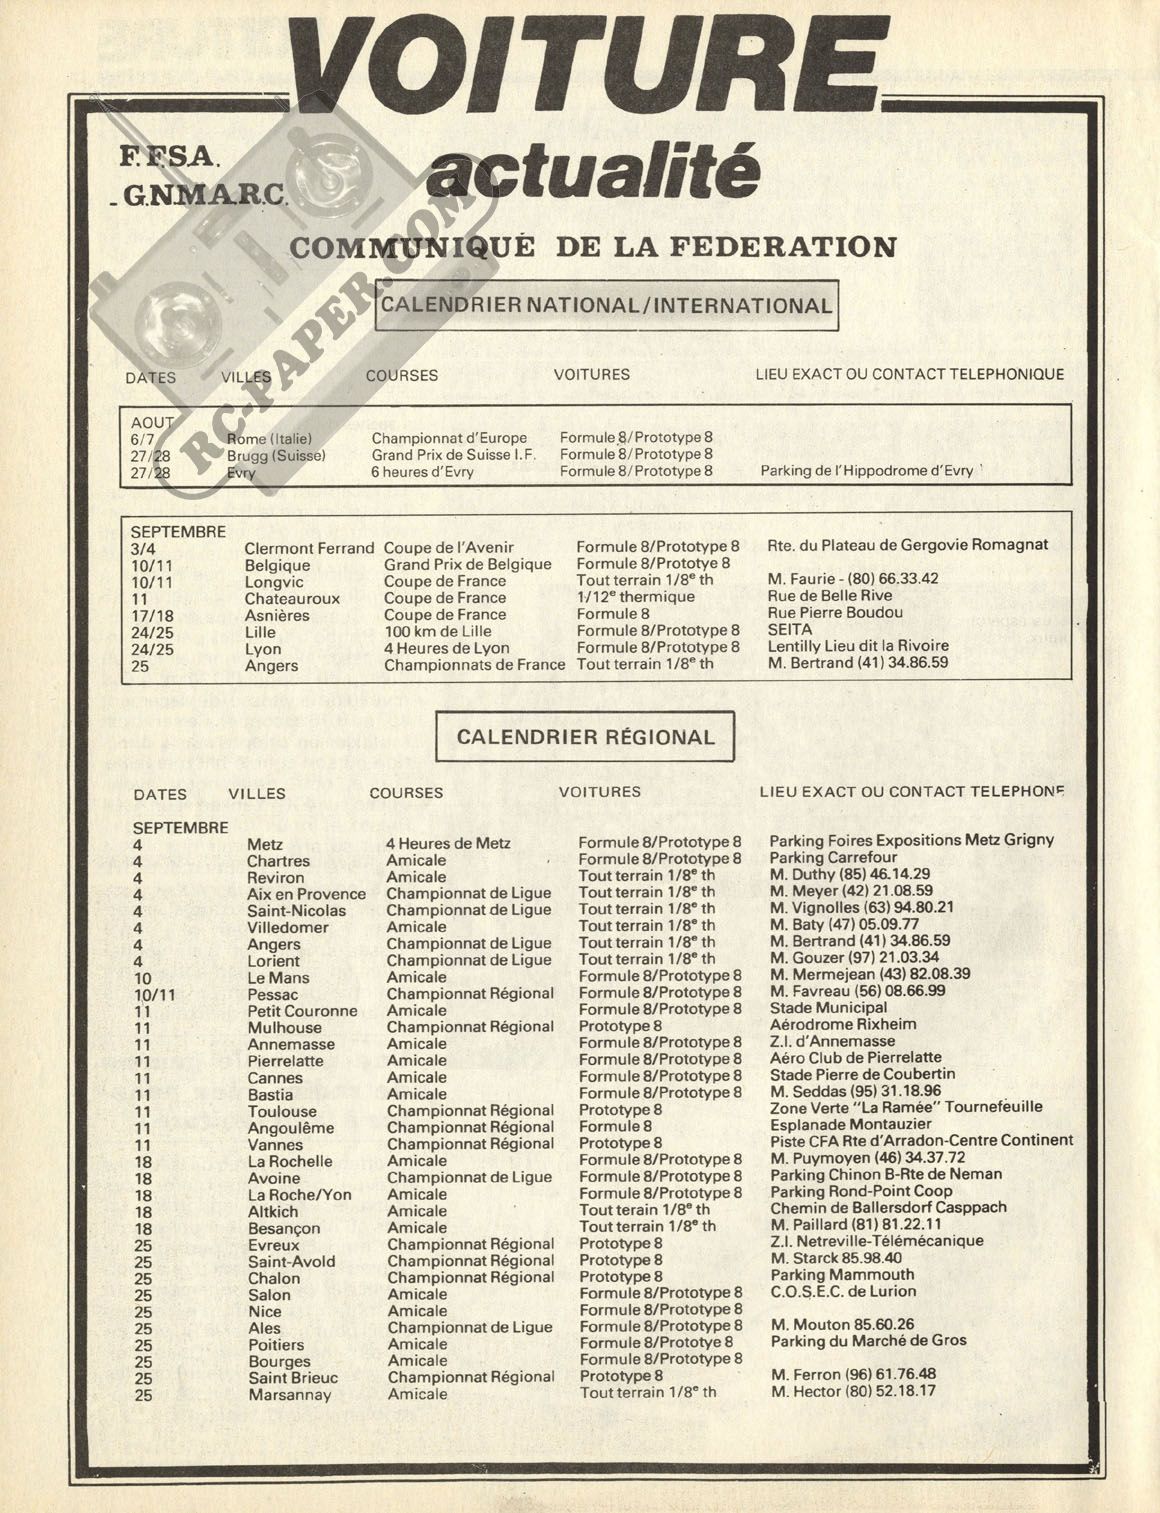 VOITURE
actualité
F.F.S.A.
- G.N.M.A.R.C.
COMMUNIQUÉ DE LA FEDERATION
CALENDRIER NATIONAL/INTERNATIONAL
DATES VILLES COURSES VOITURES LIEU EXACT OU CONTACT TELEPHONIQUE
AOUT
6/7 Rome (Italie) Championnat d'Europe Formule 8/Prototype 8
27/28 Brugg (Suisse) Grand Prix de Suisse I.F. Formule 8/Prototype 8
27/28 Evry 6 heures d'Evry Formule 8/Prototype 8 Parking de l'Hippodrome d'Evry
RC-PAPER.COM
SEPTEMBRE
3/4 Clermont Ferrand Coupe de l'Avenir Formule 8/Prototype 8 Rte. du Plateau de Gergovie Romagnat
10/11 Belgique Grand Prix de Belgique Formule 8/Prototye 8
10/11 Longvic Coupe de France Tout terrain 1/8e th M. Faurie - (80) 66.33.42
11 Chateauroux Coupe de France 1/12e thermique Rue de Belle Rive
17/18 Asnières Coupe de France Formule 8 Rue Pierre Boudou
24/25 Lille 100 km de Lille Formule 8/Prototype 8 SEITA
24/25 Lyon 4 Heures de Lyon Formule 8/Prototype 8 Lentilly Lieu dit la Rivoire
25 Angers Championnats de France Tout terrain 1/8e th M. Bertrand (41) 34.86.59
CALENDRIER RÉGIONAL
DATES VILLES COURSES VOITURES LIEU EXACT OU CONTACT TELEPHONE
SEPTEMBRE
4 Metz 4 Heures de Metz Formule 8/Prototype 8 Parking Foires Expositions Metz Grigny
4 Chartres Amicale Formule 8/Prototype 8 Parking Carrefour
4 Reviron Amicale Tout terrain 1/8e th M. Duthy (85) 46.14.29
4 Aix en Provence Championnat de Ligue Tout terrain 1/8e th M. Meyer (42) 21.08.59
4 Saint-Nicolas Championnat de Ligue Tout terrain 1/8e th M. Vignolles (63) 94.80.21
4 Villedomer Amicale Tout terrain 1/8e th M. Baty (47) 05.09.77
4 Angers Championnat de Ligue Tout terrain 1/8e th M. Bertrand (41) 34.86.59
4 Lorient Championnat de Ligue Tout terrain 1/8e th M. Gouzer (97) 21.03.34
10 Le Mans Amicale Formule 8/Prototype 8 M. Mermejean (43) 82.08.39
10/11 Pessac Championnat Régional Formule 8/Prototype 8 M. Favreau (56) 08.66.99
11 Petit Couronne Amicale Formule 8/Prototype 8 Stade Municipal
11 Mulhouse Championnat Régional Prototype 8 Aérodrome Rixheim
11 Annemasse Amicale Formule 8/Prototype 8 Z.I. d'Annemasse
11 Pierrelatte Amicale Formule 8/Prototype 8 Aéro Club de Pierrelatte
11 Cannes Amicale Formule 8/Prototype 8 Stade Pierre de Coubertin
11 Bastia Amicale Formule 8/Prototype 8 M. Seddas (95) 31.18.96
11 Toulouse Championnat Régional Prototype 8 Zone Verte "La Ramée" Tournefeuille
11 Angoulême Championnat Régional Formule 8 Esplanade Montauzier
11 Vannes Championnat Régional Prototype 8 Piste CFA Rte d'Arradon-Centre Continent
18 La Rochelle Amicale Formule 8/Prototype 8 M. Puymoyen (46) 34.37.72
18 Avoine Championnat de Ligue Formule 8/Prototype 8 Parking Chinon B-Rte de Neman
18 La Roche/Yon Amicale Formule 8/Prototype 8 Parking Rond-Point Coop
18 Altkich Amicale Tout terain 1/8e th Chemin de Ballersdorf Casppach
18 Besançon Amicale Tout terrain 1/8e th M. Paillard (81) 81.22.11
25 Evreux Championnat Régional Prototype 8 Z.I. Netreville-Télémécanique
25 Saint-Avold Championnat Régional Prototype 8 M. Starck 85.98.40
25 Chalon Championnat Régional Prototype 8 Parking Mammouth
25 Salon Amicale Formule 8/Prototype 8 C.O.S.E.C. de Lurion
25 Nice Amicale Formule 8/Prototype 8
25 Ales Championnat de Ligue Formule 8/Prototype 8 M. Mouton 85.60.26
25 Poitiers Amicale Formule 8/Prototype 8 Parking du Marché de Gros
25 Bourges Amicale Formule 8/Prototype 8
25 Saint Brieuc Championnat Régional Prototype 8 M. Ferron (96) 61.76.48
25 Marsannay Amicale Tout terrain 1/8e th M. Hector (80) 52.18.17